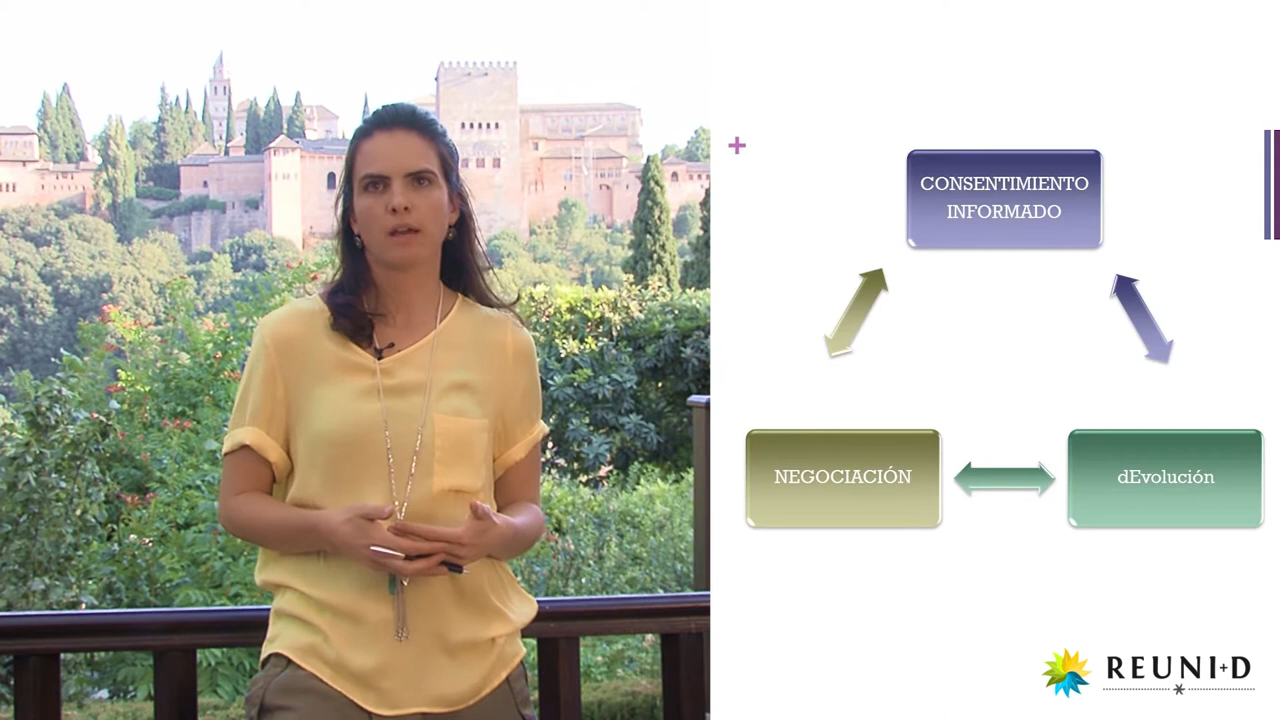 +
CONSENTIMIENTO
INFORMADO
NEGOCIACIÓN
dEvolución
REUNI+D